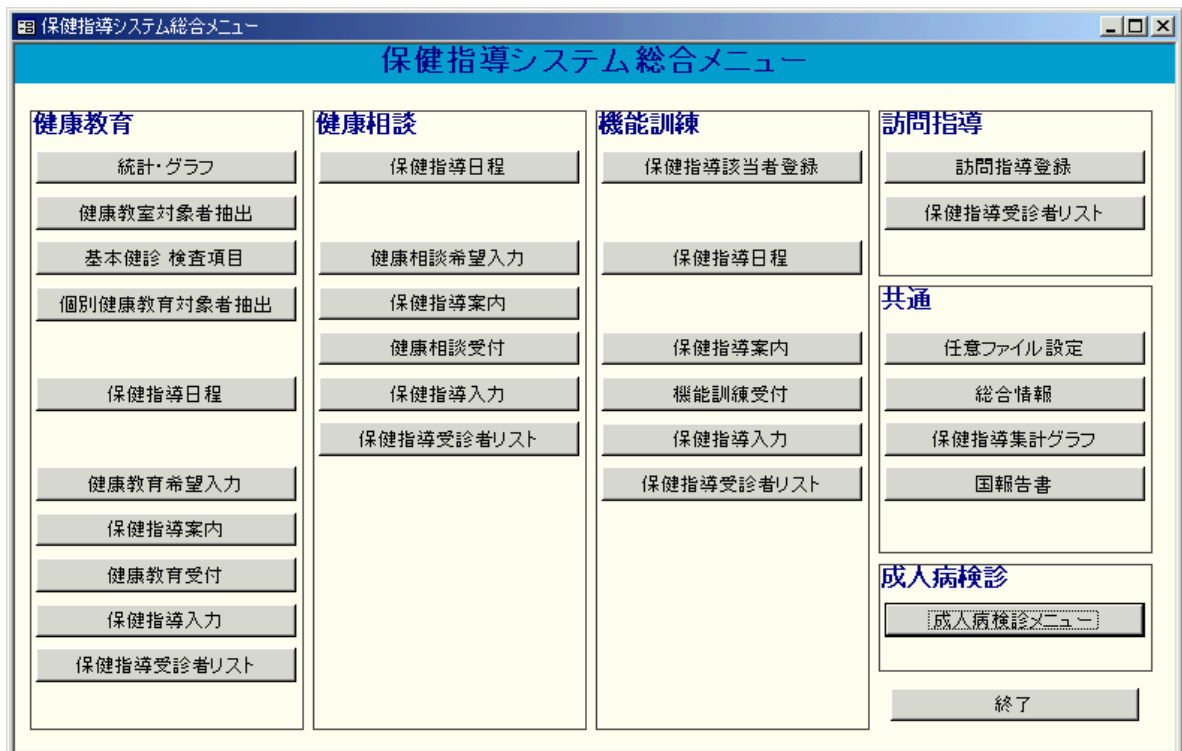 保健指導システム総合メニュー
保健指導システム総合メニュー
健康教育
統計・グラフ
健康教室対象者抽出
基本健診 検査項目
個別健康教育対象者抽出
保健指導日程
健康教育希望入力
保健指導案内
健康教育受付
保健指導入力
保健指導受診者リスト
健康相談
保健指導日程
健康相談希望入力
保健指導案内
健康相談受付
保健指導入力
保健指導受診者リスト
機能訓練
保健指導該当者登録
保健指導日程
保健指導案内
機能訓練受付
保健指導入力
保健指導受診者リスト
訪問指導
訪問指導登録
保健指導受診者リスト
共通
任意ファイル設定
総合情報
保健指導集計グラフ
国報告書
成人病検診
成人病検診メニュー
終了